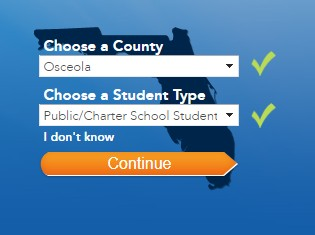 Choose a County
Osceola
Choose a Student Type
Public/Charter School Student
I don't know
Continue